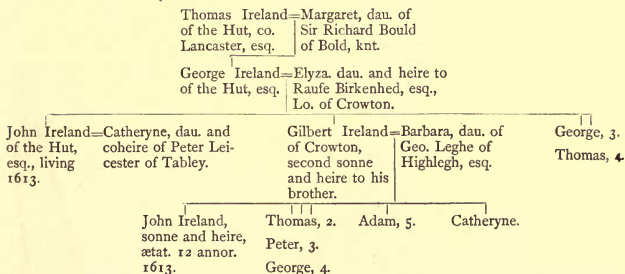 Thomas Ireland=Margaret, dau. of
of the Hut, co. Sir Richard Bould
Lancaster, esq. of Bold, knt.
George Ireland=Elyza. dau. and heire to
of the Hut, esq. Raufe Birkenhed, esq.,
Lo. of Crowton.
John Ireland=Catheryne, dau. and
of the Hut, coheire of Peter Lei-
esq., living cester of Tabley.
1613.
Gilbert Ireland=Barbara, dau. of
of Crowton, Geo. Leghe of
second sonne Highlegh, esq.
and heire to his
brother.
George, 3.
Thomas, 4.
John Ireland,
sonne and heire,
ætat. 12 annor.
1613.
Thomas, 2.
Peter, 3.
George, 4.
Adam, 5.
Catheryne.